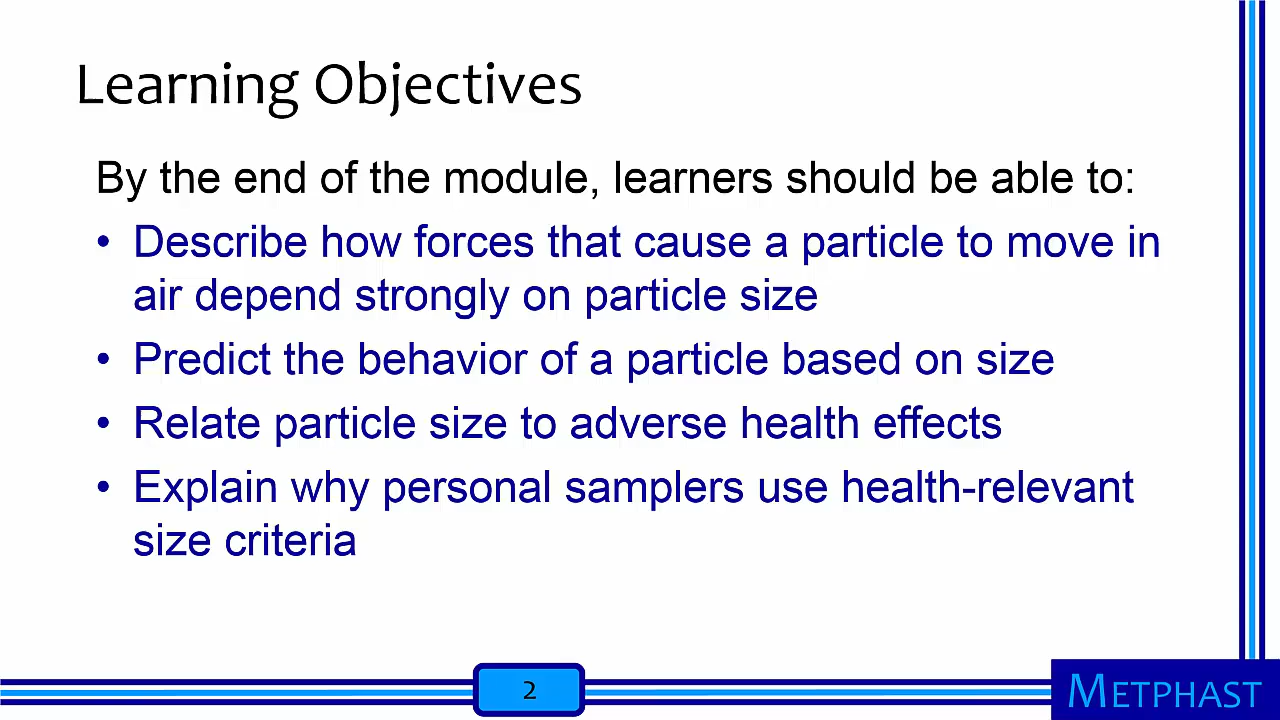 Learning Objectives
By the end of the module, learners should be able to:
• Describe how forces that cause a particle to move in
air depend strongly on particle size
• Predict the behavior of a particle based on size
• Relate particle size to adverse health effects
• Explain why personal samplers use health-relevant
size criteria
2
METPHAST